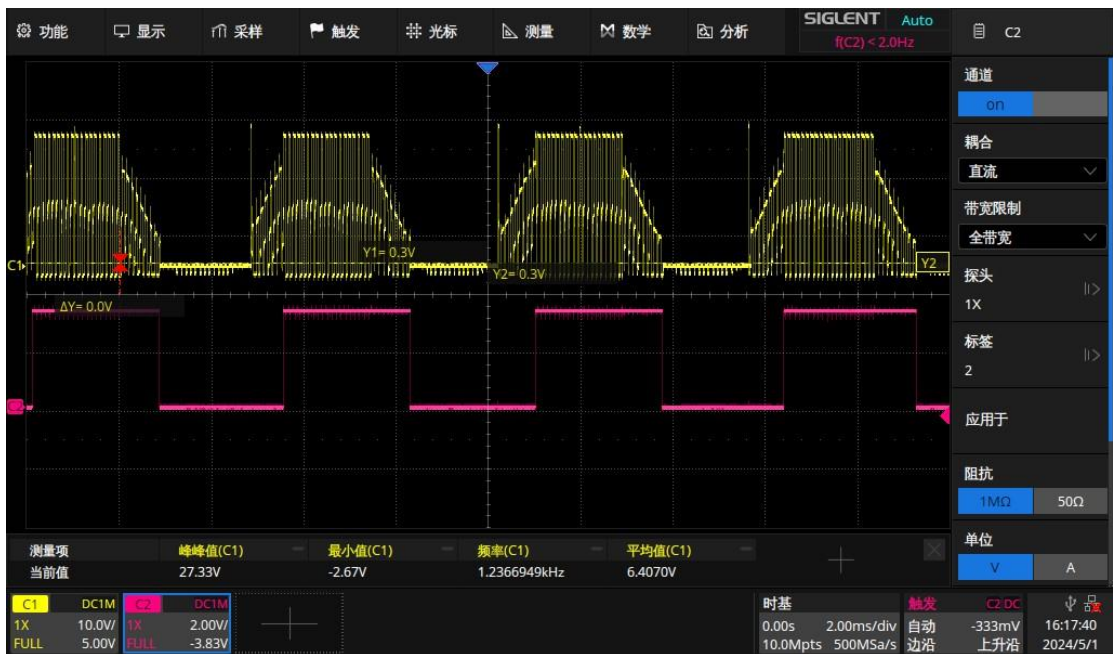 功能 显示 采样 触发 光标 测量 数学 分析 SIGLENT Auto C2
f(C2) < 2.0Hz
通道
on
耦合
直流
带宽限制
全带宽
探头
1X
标签
2
应用于
阻抗
1MΩ 50Ω
单位
V A
C1
Y1= 0.3V
Y2= 0.3V
Y2
ΔY= 0.0V
C2
测量项 峰峰值(C1) 最小值(C1) 频率(C1) 平均值(C1)
当前值 27.33V -2.67V 1.2366949kHz 6.4070V
C1 DC1M C2 DC1M 时基 触发 C2 DC
1X 10.0V/ 1X 2.00V/ 0.00s 2.00ms/div 自动 -333mV 16:17:40
FULL 5.00V FULL -3.83V 10.0Mpts 500MSa/s 边沿 上升沿 2024/5/1